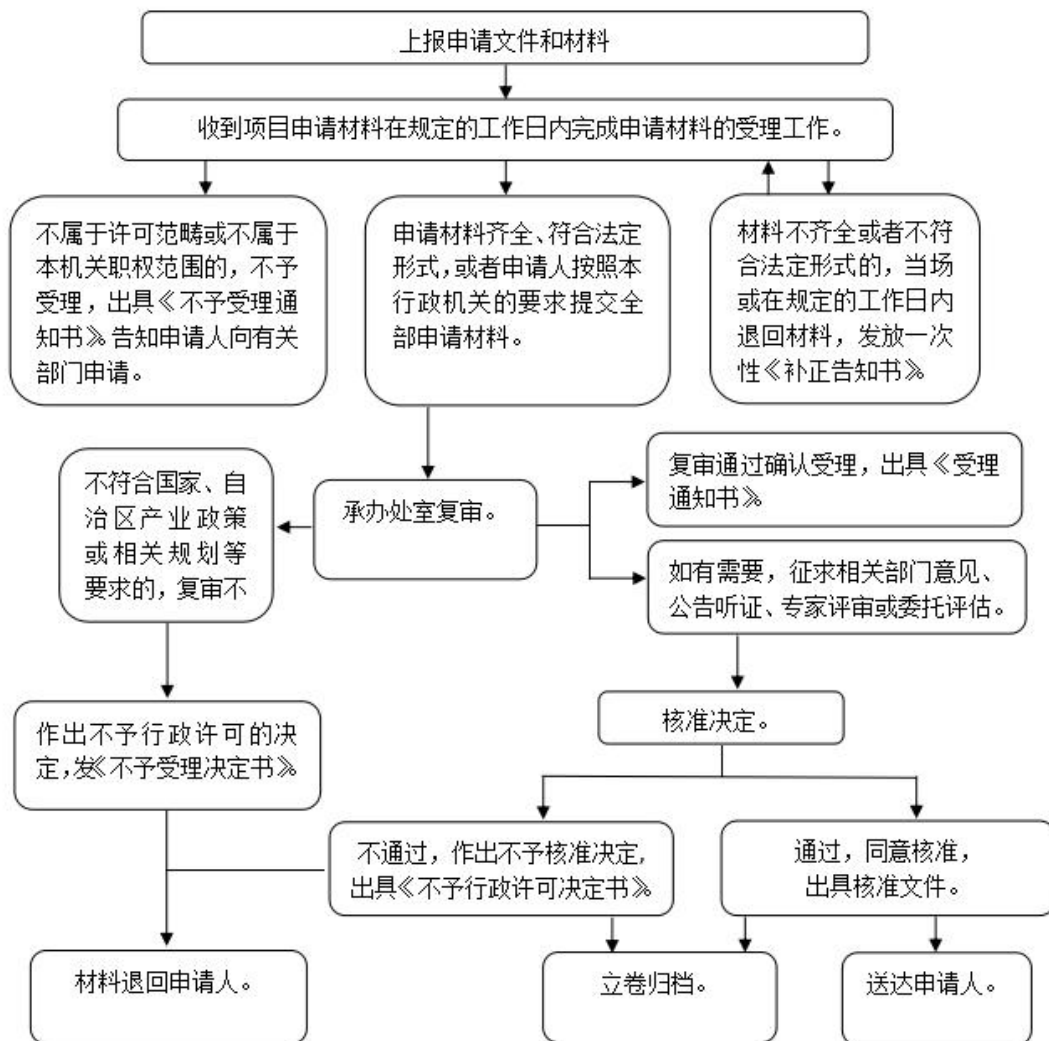 上报申请文件和材料
收到项目申请材料在规定的工作日内完成申请材料的受理工作。
不属于许可范畴或不属于
本机关职权范围的，不予
受理，出具《不予受理通
知书》。告知申请人向有关
部门申请。
申请材料齐全、符合法定
形式，或者申请人按照本
行政机关的要求提交全
部申请材料。
材料不齐全或者不符
合法定形式的，当场
或在规定的工作日内
退回材料，发放一次
性《补正告知书》。
不符合国家、自
治区产业政策
或相关规划等
要求的，复审不
承办处室复审。
复审通过确认受理，出具《受理
通知书》。
如有需要，征求相关部门意见、
公告听证、专家评审或委托评估。
作出不予行政许可的决
定，发《不予受理决定书》。
核准决定。
不通过，作出不予核准决定，
出具《不予行政许可决定书》。
通过，同意核准，
出具核准文件。
材料退回申请人。
立卷归档。
送达申请人。